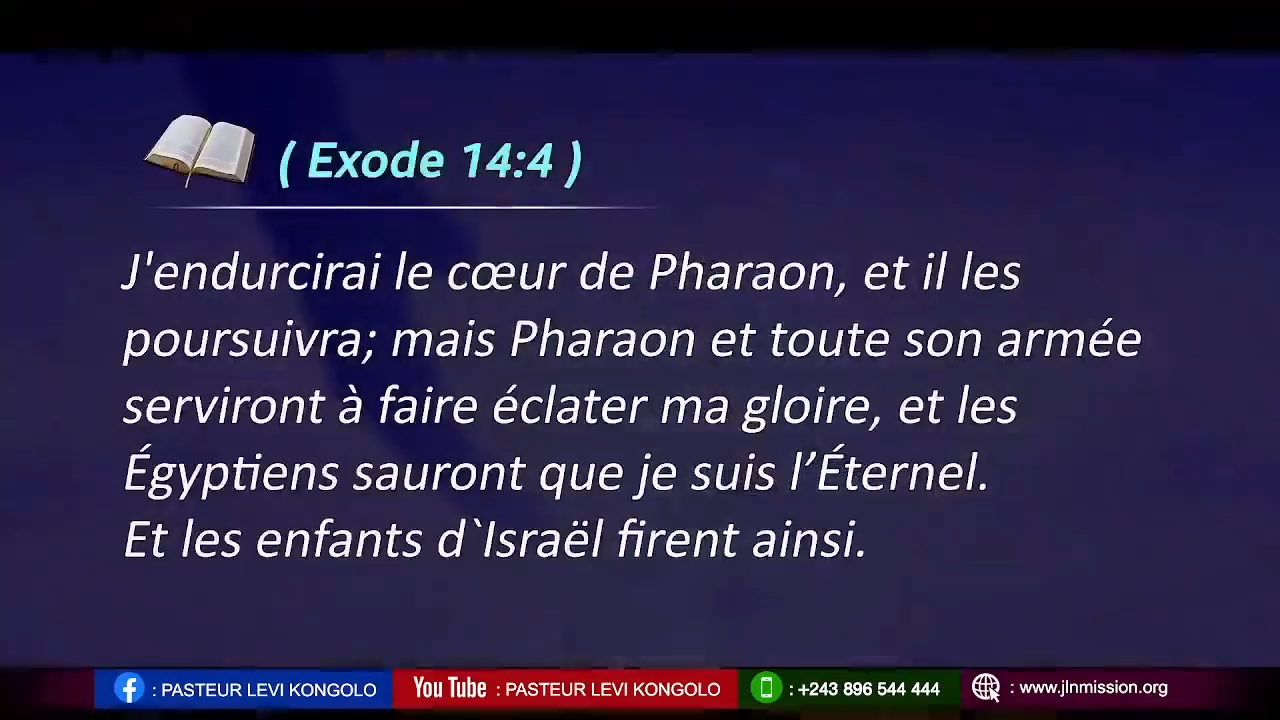 ( Exode 14:4 )
J'endurcirai le cœur de Pharaon, et il les
poursuivra; mais Pharaon et toute son armée
serviront à faire éclater ma gloire, et les
Égyptiens sauront que je suis l’Éternel.
Et les enfants d`Israël firent ainsi.
: PASTEUR LEVI KONGOLO You Tube : PASTEUR LEVI KONGOLO : +243 896 544 444 : www.jlnmission.org